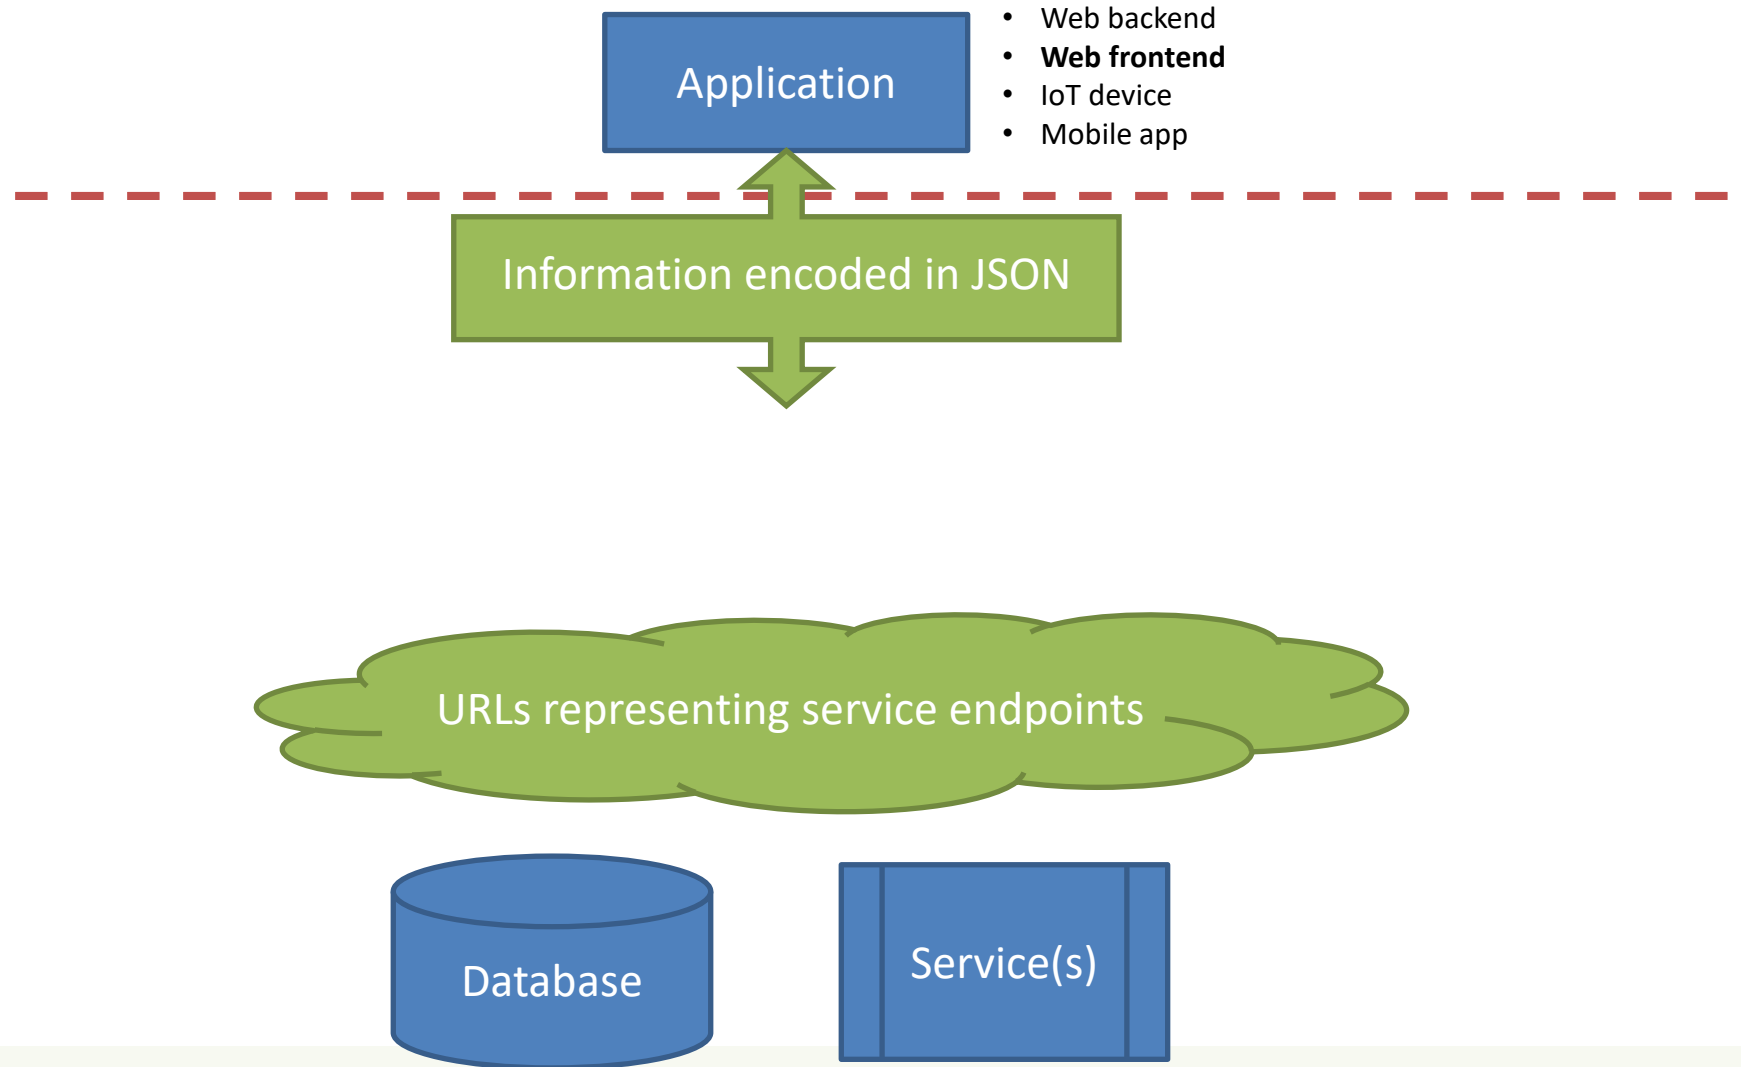 Application
• Web backend
• Web frontend
• IoT device
• Mobile app
Information encoded in JSON
URLs representing service endpoints
Database
Service(s)